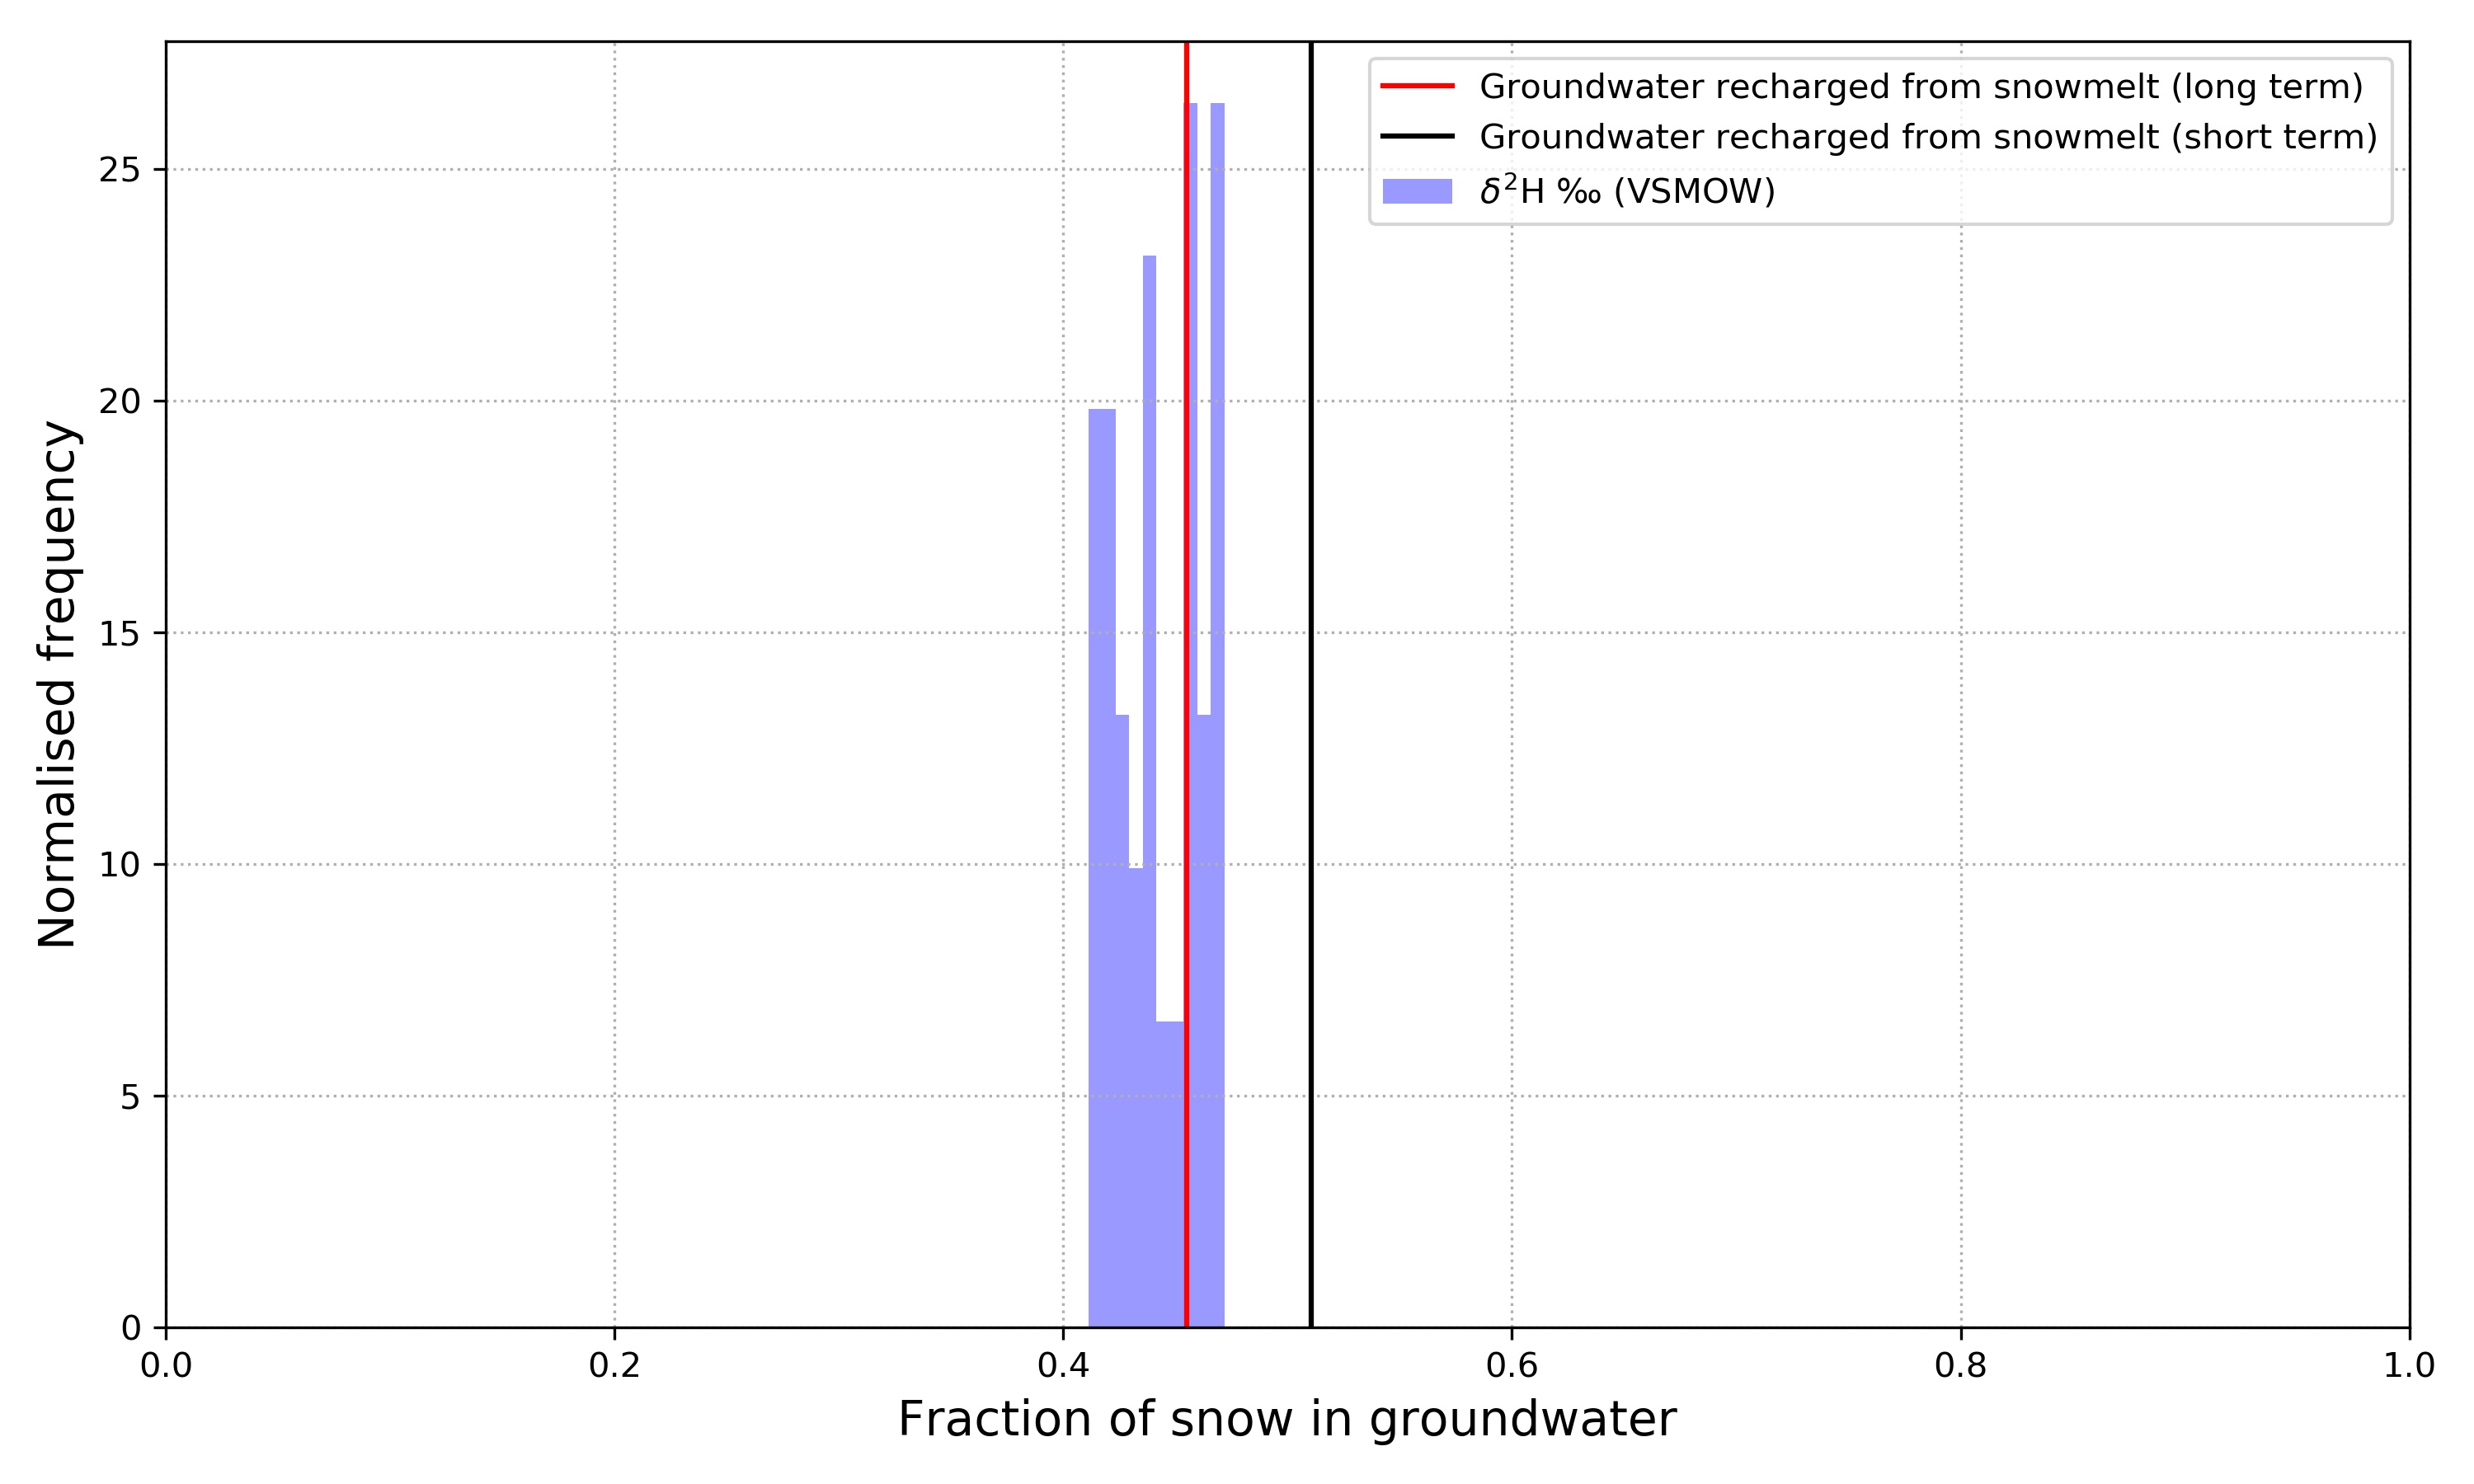 Groundwater recharged from snowmelt (long term)
Groundwater recharged from snowmelt (short term)
δ²H ‰ (VSMOW)
Normalised frequency
25
20
15
10
5
0
0.0 0.2 0.4 0.6 0.8 1.0
Fraction of snow in groundwater